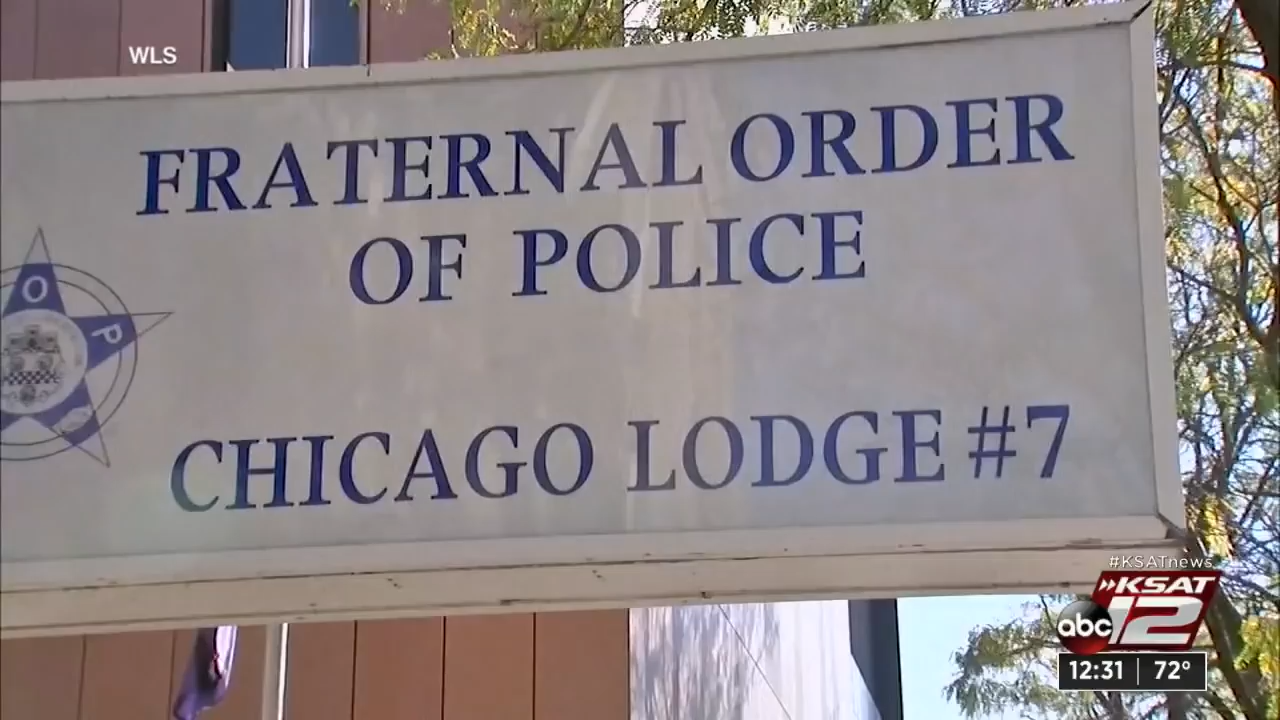 WLS
FRATERNAL ORDER
OF POLICE
O
P
CHICAGO LODGE #7
#KSATnews
KSAT
abc 12
12:31 72°